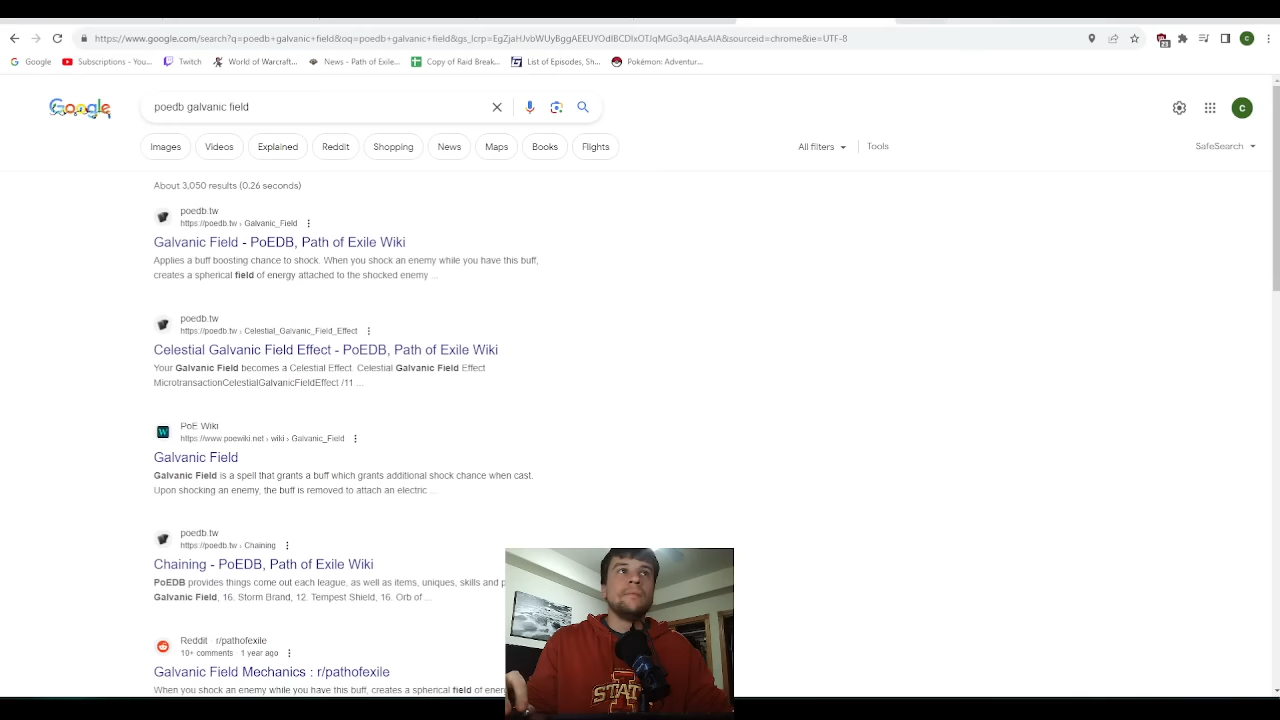 https://www.google.com/search?q=poedb+galvanic+field&oq=poedb+galvanic+field&gs_lcrp=EgZjaHJvbWUyBggAEEUYOdIBCDIxOTJqMGo3qAIAsAIA&sourceid=chrome&ie=UTF-8
23
c
Google
Subscriptions - You...
Twitch
World of Warcraft...
News - Path of Exile...
Copy of Raid Break...
List of Episodes, Sh...
Pokémon: Adventur...
Google
poedb galvanic field
c
Images
Videos
Explained
Reddit
Shopping
News
Maps
Books
Flights
All filters
Tools
SafeSearch
About 3,050 results (0.26 seconds)
poedb.tw
https://poedb.tw › Galvanic_Field
Galvanic Field - PoEDB, Path of Exile Wiki
Applies a buff boosting chance to shock. When you shock an enemy while you have this buff,
creates a spherical field of energy attached to the shocked enemy ...
poedb.tw
https://poedb.tw › Celestial_Galvanic_Field_Effect
Celestial Galvanic Field Effect - PoEDB, Path of Exile Wiki
Your Galvanic Field becomes a Celestial Effect. Celestial Galvanic Field Effect
MicrotransactionCelestialGalvanicFieldEffect /11 ...
W
PoE Wiki
https://www.poewiki.net › wiki › Galvanic_Field
Galvanic Field
Galvanic Field is a spell that grants a buff which grants additional shock chance when cast.
Upon shocking an enemy, the buff is removed to attach an electric ...
poedb.tw
https://poedb.tw › Chaining
Chaining - PoEDB, Path of Exile Wiki
PoEDB provides things come out each league, as well as items, uniques, skills and p
Galvanic Field, 16. Storm Brand, 12. Tempest Shield, 16. Orb of ...
Reddit · r/pathofexile
10+ comments · 1 year ago
Galvanic Field Mechanics : r/pathofexile
When you shock an enemy while you have this buff, creates a spherical field of ener
STATE